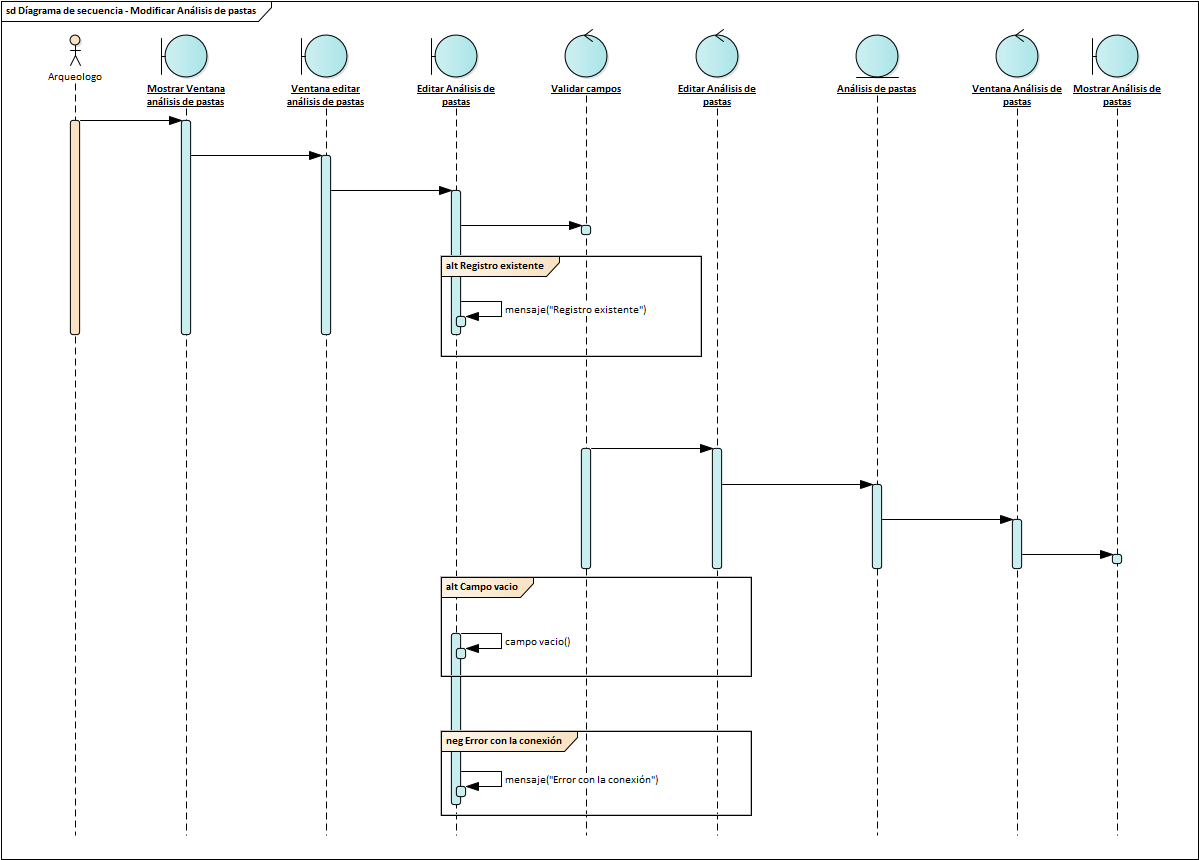 sd Díagrama de secuencia - Modificar Análisis de pastas
Arqueologo
Mostrar Ventana
análisis de pastas
Ventana editar
análisis de pastas
Editar Análisis de
pastas
Validar campos
Editar Análisis de
pastas
Análisis de pastas
Ventana Análisis de
pastas
Mostrar Análisis de
pastas
alt Registro existente
mensaje("Registro existente")
alt Campo vacio
campo vacio()
neg Error con la conexión
mensaje("Error con la conexión")